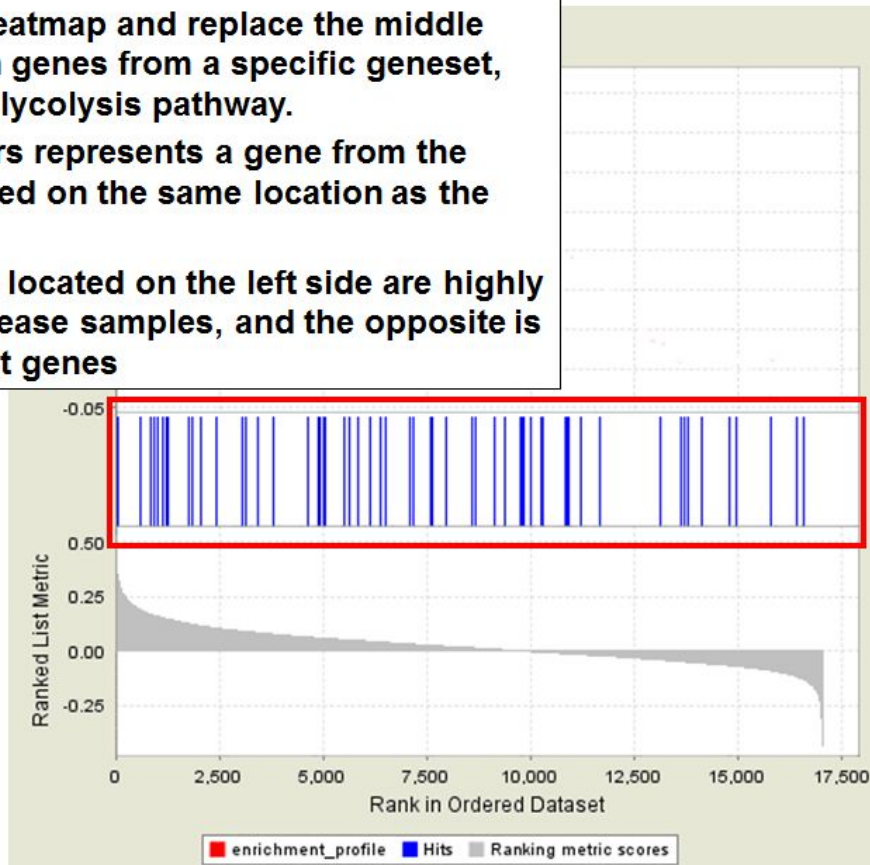 eatmap and replace the middle
genes from a specific geneset,
lycolysis pathway.
rs represents a gene from the
ed on the same location as the
located on the left side are highly
ease samples, and the opposite is
t genes
-0.05
0.50
0.25
0.00
-0.25
Ranked List Metric
0 2,500 5,000 7,500 10,000 12,500 15,000 17,500
Rank in Ordered Dataset
enrichment_profile Hits Ranking metric scores